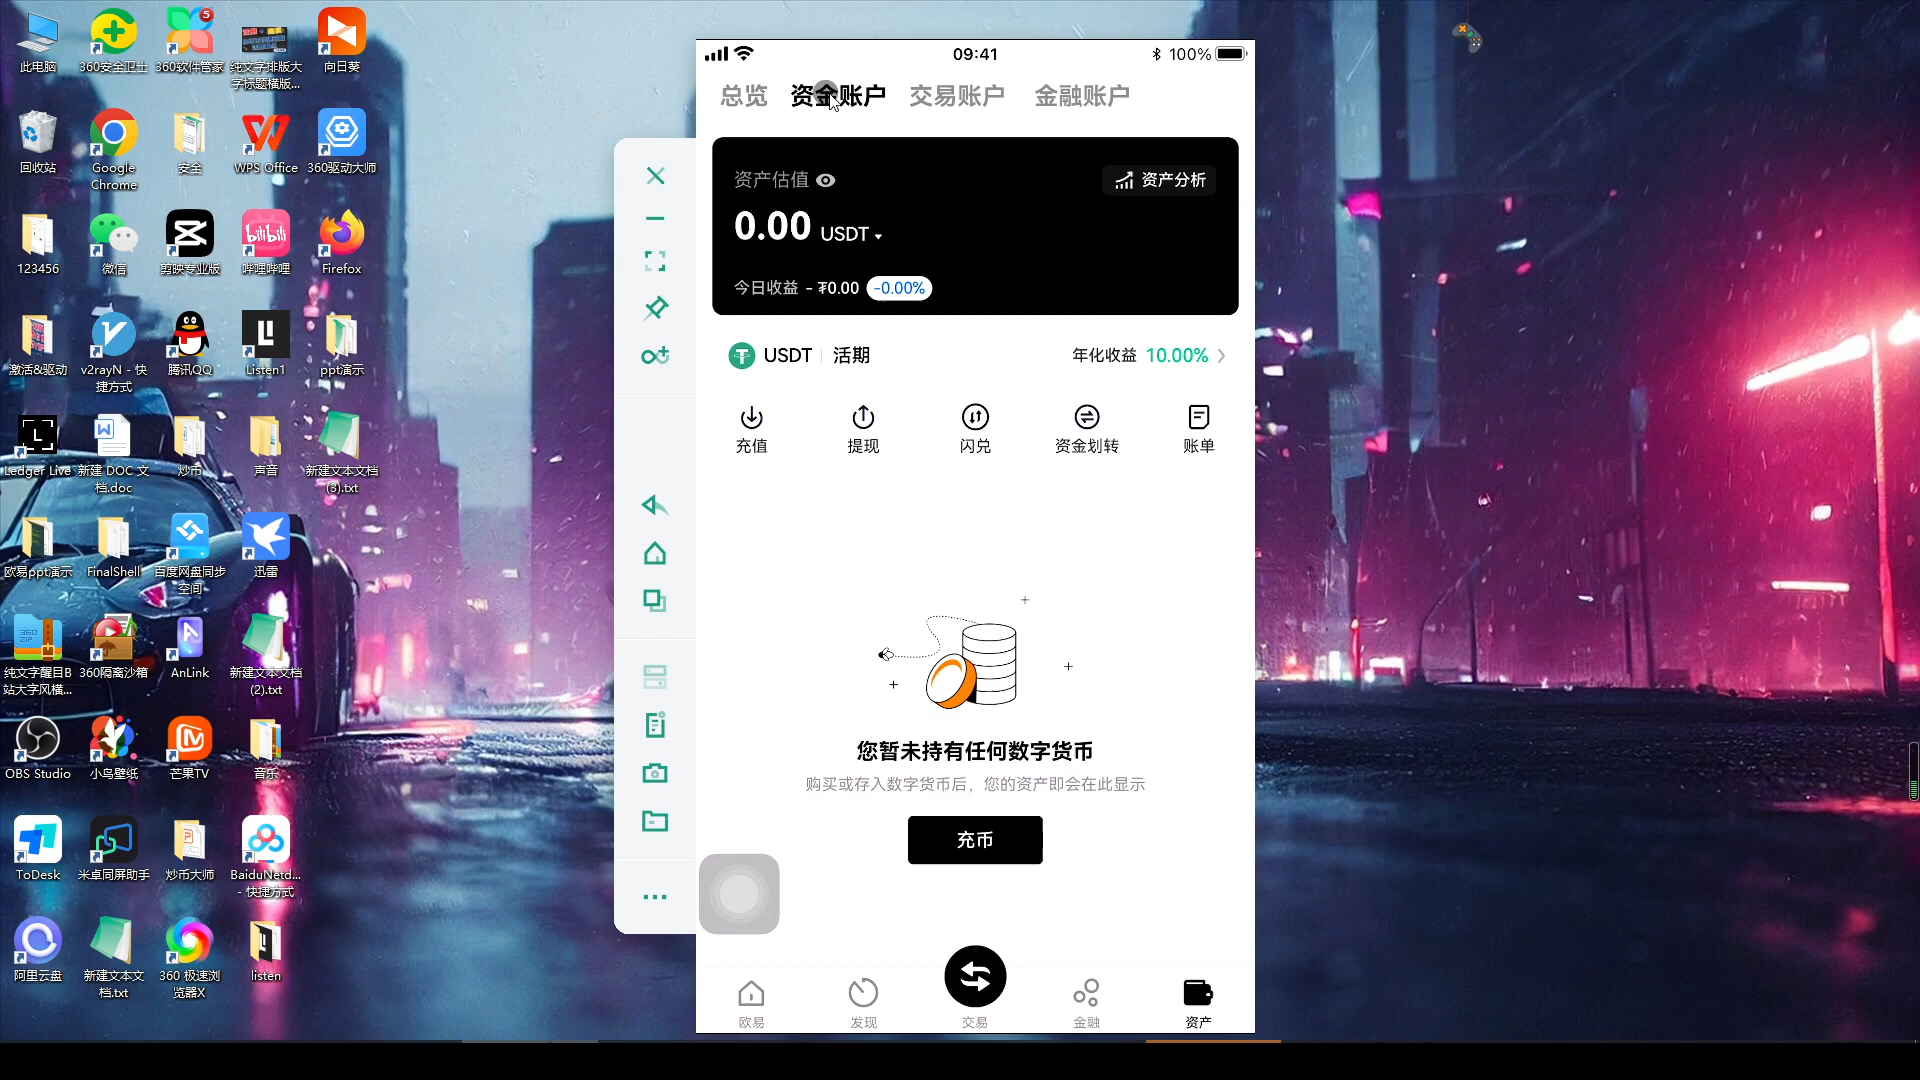 此电脑
360安全卫士
360软件管家
5
纯文字排版大
字标题横版...
向日葵
回收站
Google
Chrome
安全
WPS Office
360驱动大师
123456
微信
剪映专业版
bilibili
哔哩哔哩
Firefox
激活&驱动
v2rayN - 快
捷方式
腾讯QQ
Listen1
ppt演示
Ledger Live
新建 DOC 文
档.doc
炒币
声音
新建文本文档
(3).txt
欧易ppt演示
FinalShell
百度网盘同步
空间
迅雷
纯文字醒目B
站大字风横...
360隔离沙箱
AnLink
新建文本文档
(2).txt
OBS Studio
小鸟壁纸
芒果TV
音乐
ToDesk
米卓同屏助手
炒币大师
BaiduNetd...
- 快捷方式
阿里云盘
新建文本文
档.txt
360 极速浏
览器X
listen
09:41
100%
总览
资金账户
交易账户
金融账户
资产估值
资产分析
0.00 USDT
今日收益 - ₮0.00 -0.00%
USDT 活期
年化收益 10.00%
充值
提现
闪兑
资金划转
账单
您暂未持有任何数字货币
购买或存入数字货币后，您的资产即会在此显示
充币
欧易
发现
交易
金融
资产